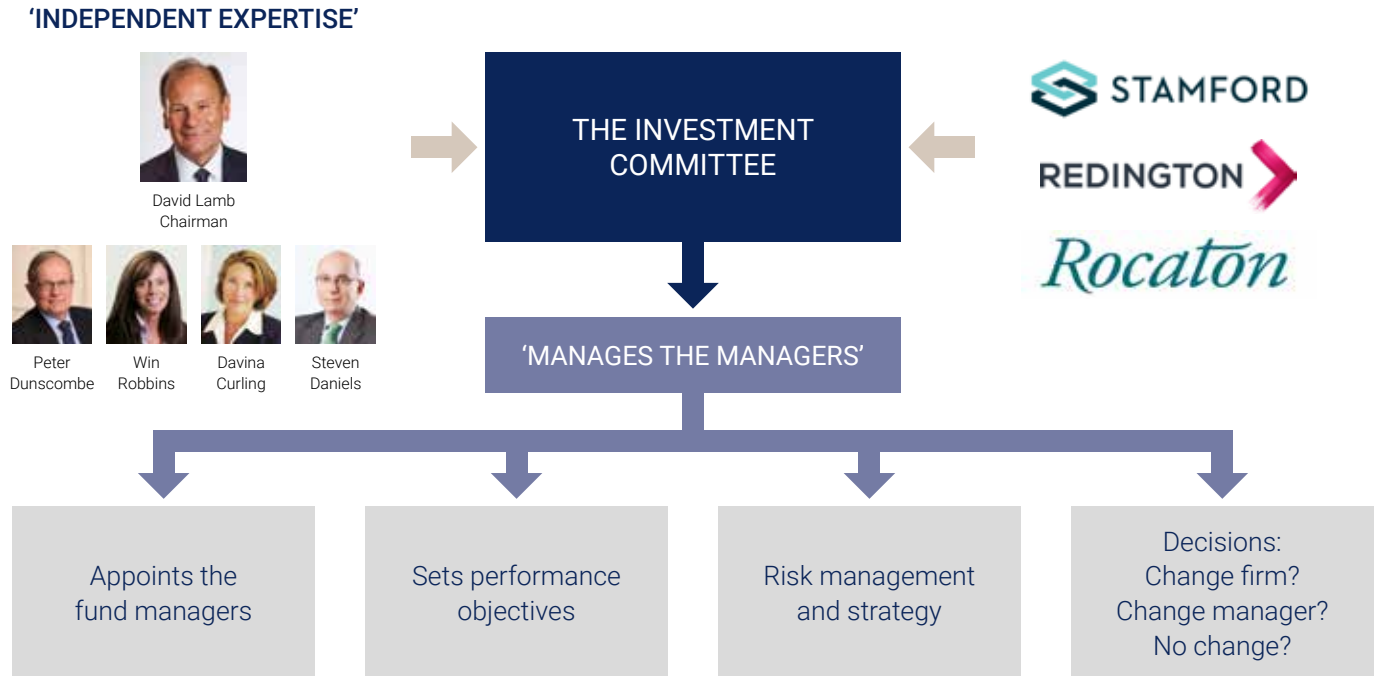 ‘INDEPENDENT EXPERTISE’
David Lamb
Chairman
Peter
Dunscombe
Win
Robbins
Davina
Curling
Steven
Daniels
THE INVESTMENT
COMMITTEE
STAMFORD
REDINGTON
Rocaton
‘MANAGES THE MANAGERS’
Appoints the
fund managers
Sets performance
objectives
Risk management
and strategy
Decisions:
Change firm?
Change manager?
No change?